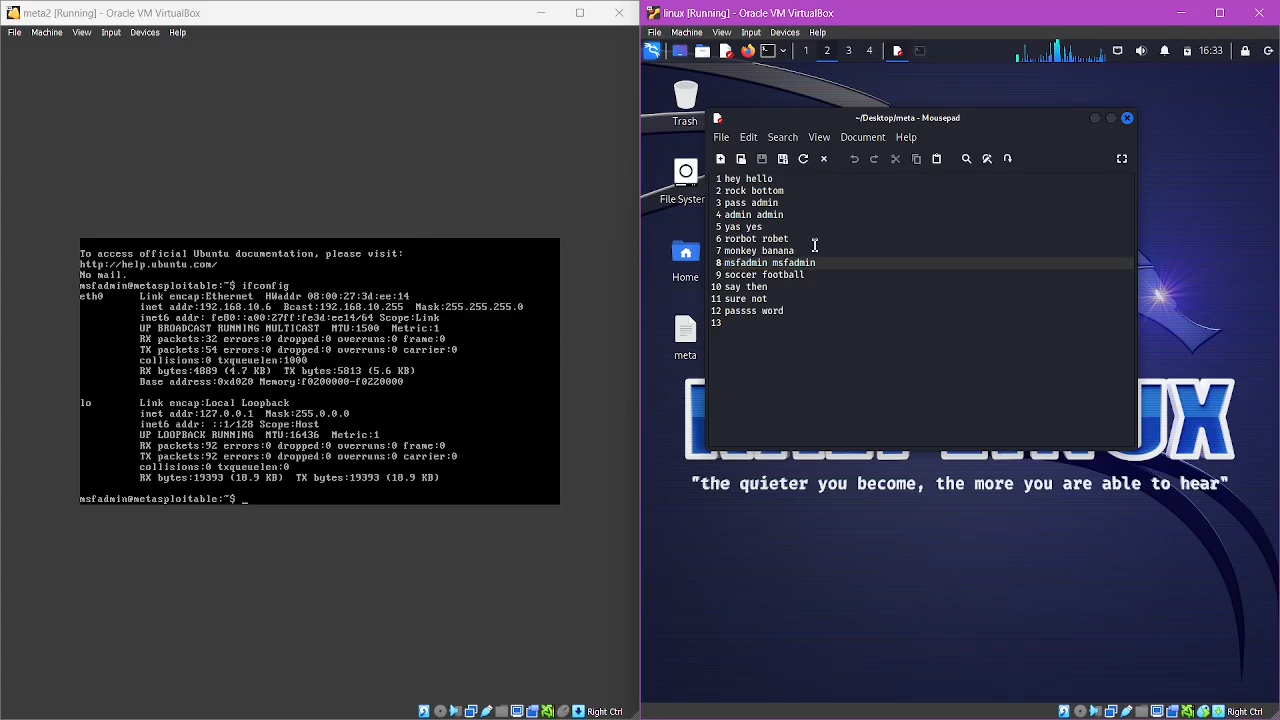 meta2 [Running] - Oracle VM VirtualBox
File Machine View Input Devices Help
To access official Ubuntu documentation, please visit:
http://help.ubuntu.com/
No mail.
msfadmin@metasploitable:~$ ifconfig
eth0 Link encap:Ethernet HWaddr 08:00:27:3d:ee:14
inet addr:192.168.10.6 Bcast:192.168.10.255 Mask:255.255.255.0
inet6 addr: fe80::a00:27ff:fe3d:ee14/64 Scope:Link
UP BROADCAST RUNNING MULTICAST MTU:1500 Metric:1
RX packets:32 errors:0 dropped:0 overruns:0 frame:0
TX packets:54 errors:0 dropped:0 overruns:0 carrier:0
collisions:0 txqueuelen:1000
RX bytes:4889 (4.7 KB) TX bytes:5813 (5.6 KB)
Base address:0xd020 Memory:f0200000-f0220000
lo Link encap:Local Loopback
inet addr:127.0.0.1 Mask:255.0.0.0
inet6 addr: ::1/128 Scope:Host
UP LOOPBACK RUNNING MTU:16436 Metric:1
RX packets:92 errors:0 dropped:0 overruns:0 frame:0
TX packets:92 errors:0 dropped:0 overruns:0 carrier:0
collisions:0 txqueuelen:0
RX bytes:19393 (18.9 KB) TX bytes:19393 (18.9 KB)
msfadmin@metasploitable:~$ _
Right Ctrl
linux [Running] - Oracle VM VirtualBox
File Machine View Input Devices Help
1 2 3 4 16:33
Trash
File System
Home
meta
~/Desktop/meta - Mousepad
File Edit Search View Document Help
1 hey hello
2 rock bottom
3 pass admin
4 admin admin
5 yas yes
6 rorbot robet
7 monkey banana
8 msfadmin msfadmin
9 soccer football
10 say then
11 sure not
12 passs word
13
"the quieter you become, the more you are able to hear"
Right Ctrl